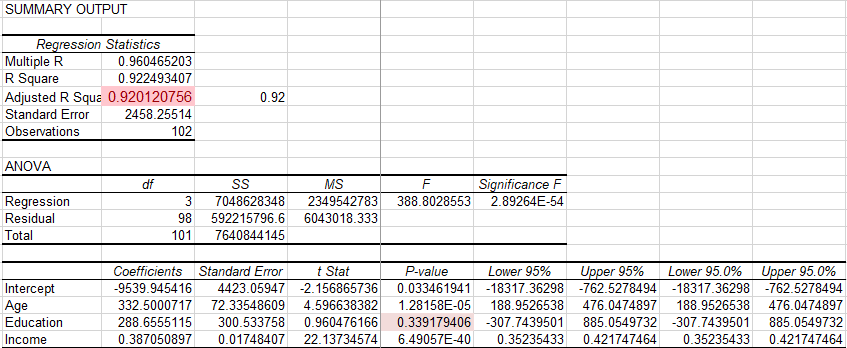 SUMMARY OUTPUT
Regression Statistics
Multiple R 0.960465203
R Square 0.922493407
Adjusted R Squa 0.920120756 0.92
Standard Error 2458.25514
Observations 102
ANOVA
df SS MS F Significance F
Regression 3 7048628348 2349542783 388.8028553 2.89264E-54
Residual 98 592215796.6 6043018.333
Total 101 7640844145
Coefficients Standard Error t Stat P-value Lower 95% Upper 95% Lower 95.0% Upper 95.0%
Intercept -9539.945416 4423.05947 -2.156865736 0.033461941 -18317.36298 -762.5278494 -18317.36298 -762.5278494
Age 332.5000717 72.33548609 4.596638382 1.28158E-05 188.9526538 476.0474897 188.9526538 476.0474897
Education 288.6555115 300.533758 0.960476166 0.339179406 -307.7439501 885.0549732 -307.7439501 885.0549732
Income 0.387050897 0.01748407 22.13734574 6.49057E-40 0.35235433 0.421747464 0.35235433 0.421747464